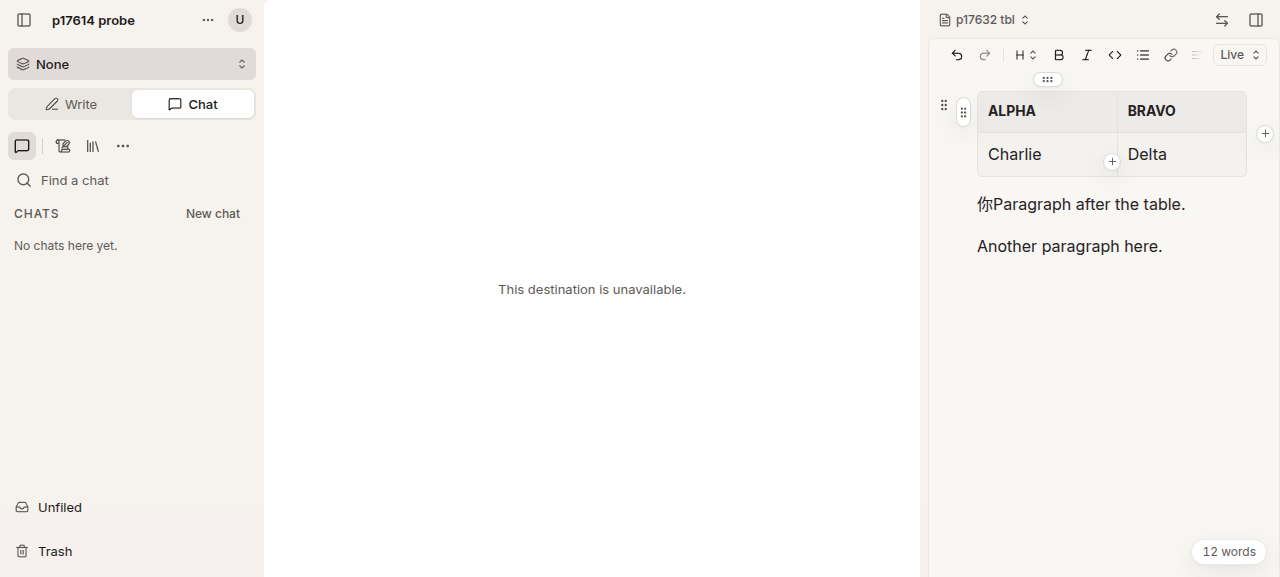 p17614 probe
U
p17632 tbl
None
H
Live
Write
Chat
ALPHA
BRAVO
Charlie
Delta
Find a chat
CHATS
New chat
你Paragraph after the table.
No chats here yet.
Another paragraph here.
This destination is unavailable.
Unfiled
Trash
12 words